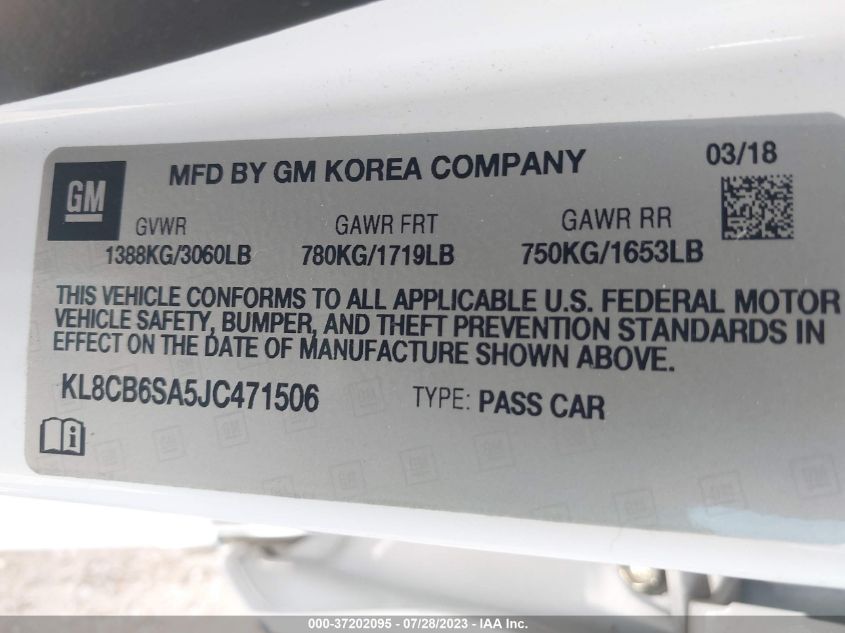 MFD BY GM KOREA COMPANY
03/18
GM
GVWR GAWR FRT GAWR RR
1388KG/3060LB 780KG/1719LB 750KG/1653LB
THIS VEHICLE CONFORMS TO ALL APPLICABLE U.S. FEDERAL MOTOR
VEHICLE SAFETY, BUMPER, AND THEFT PREVENTION STANDARDS IN
EFFECT ON THE DATE OF MANUFACTURE SHOWN ABOVE.
KL8CB6SA5JC471506 TYPE: PASS CAR
000-37202095 / 07/28/2023 - IAA Inc.